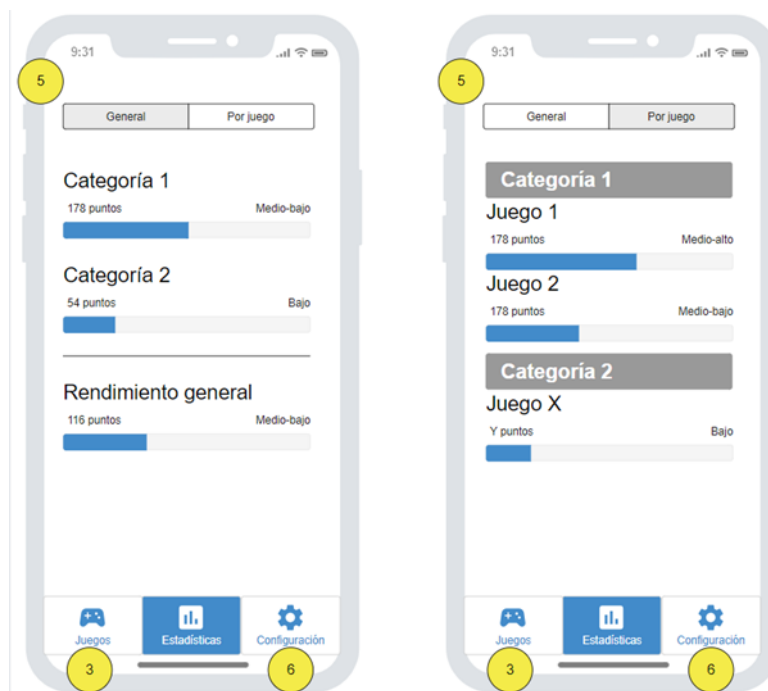 9:31
5
General Por juego
Categoría 1
178 puntos Medio-bajo
Categoría 2
54 puntos Bajo
Rendimiento general
116 puntos Medio-bajo
Juegos Estadísticas Configuración
3 6
9:31
5
General Por juego
Categoría 1
Juego 1
178 puntos Medio-alto
Juego 2
178 puntos Medio-bajo
Categoría 2
Juego X
Y puntos Bajo
Juegos Estadísticas Configuración
3 6